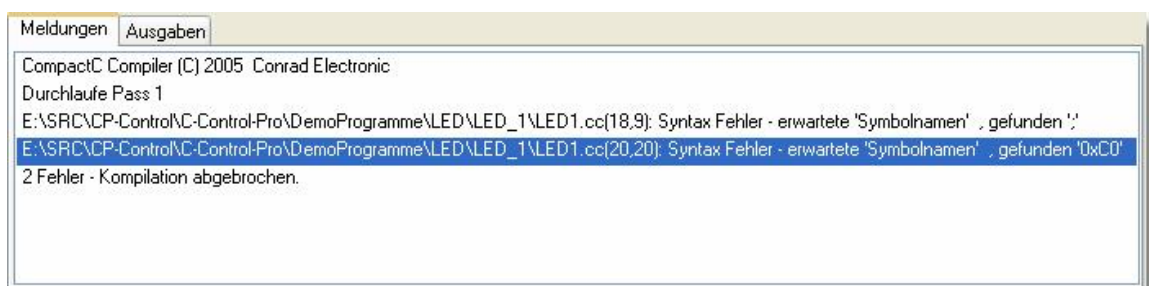 Meldungen Ausgaben
CompactC Compiler (C) 2005 Conrad Electronic
Durchlaufe Pass 1
E:\SRC\CP-Control\C-Control-Pro\DemoProgramme\LED\LED_1\LED1.cc(18,9): Syntax Fehler - erwartete 'Symbolnamen' , gefunden ';'
E:\SRC\CP-Control\C-Control-Pro\DemoProgramme\LED\LED_1\LED1.cc(20,20): Syntax Fehler - erwartete 'Symbolnamen' , gefunden '0xC0'
2 Fehler - Kompilation abgebrochen.